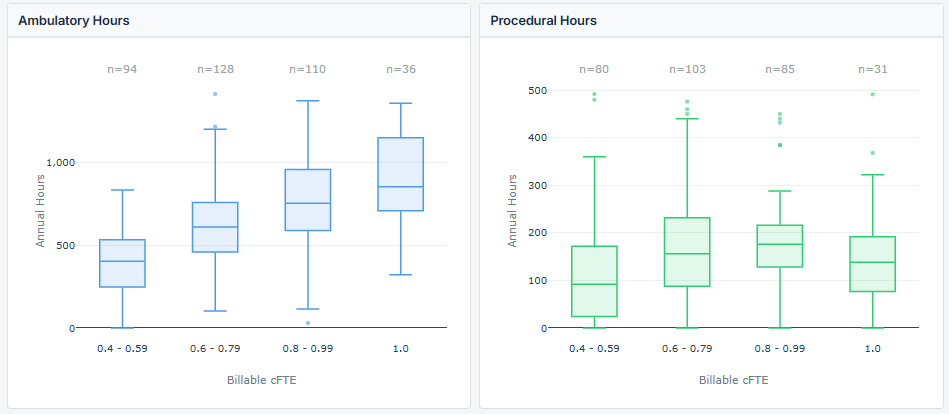 Ambulatory Hours
n=94 n=128 n=110 n=36
1,000
500
0
Annual Hours
0.4 - 0.59 0.6 - 0.79 0.8 - 0.99 1.0
Billable cFTE
Procedural Hours
n=80 n=103 n=85 n=31
500
400
300
200
100
0
Annual Hours
0.4 - 0.59 0.6 - 0.79 0.8 - 0.99 1.0
Billable cFTE